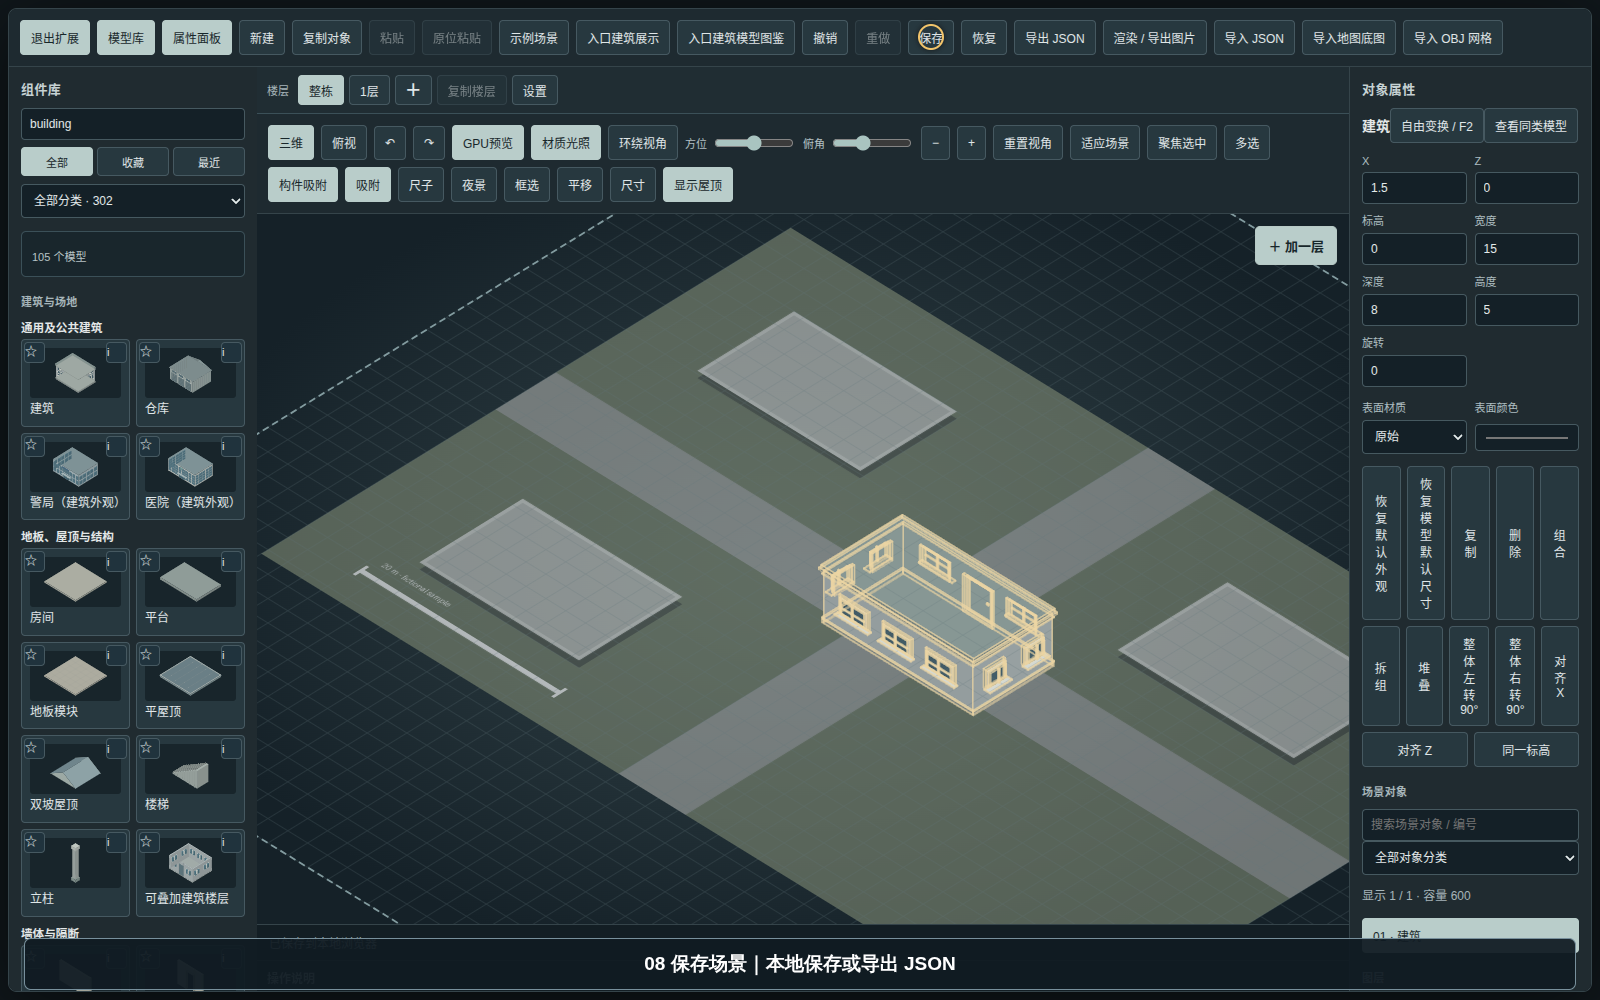 退出扩展 模型库 属性面板 新建 复制对象 粘贴 原位粘贴 示例场景 入口建筑展示 入口建筑模型图鉴 撤销 重做 保存 恢复 导出 JSON 渲染 / 导出图片 导入 JSON 导入地图底图 导入 OBJ 网格
组件库
building
全部 收藏 最近
全部分类 · 302
105 个模型
建筑与场地
通用及公共建筑
建筑 仓库
警局（建筑外观） 医院（建筑外观）
地板、屋顶与结构
房间 平台
地板模块 平屋顶
双坡屋顶 楼梯
立柱 可叠加建筑楼层
墙体与隔断
楼层 整栋 1层 ＋ 复制楼层 设置
三维 俯视 ↶ ↷ GPU预览 材质光照 环绕视角 方位 俯角 − + 重置视角 适应场景 聚焦选中 多选
构件吸附 吸附 尺子 夜景 框选 平移 尺寸 显示屋顶
＋ 加一层
20 m · fictional sample
操作说明
对象属性
建筑 自由变换 / F2 查看同类模型
X Z
1.5 0
标高 宽度
0 15
深度 高度
8 5
旋转
0
表面材质 表面颜色
原始
恢复默认外观 恢复模型默认尺寸 复制 删除 组合
拆组 堆叠 整体左转90° 整体右转90° 对齐X
对齐 Z 同一标高
场景对象
搜索场景对象 / 编号
全部对象分类
显示 1 / 1 · 容量 600
01 · 建筑
08 保存场景｜本地保存或导出 JSON